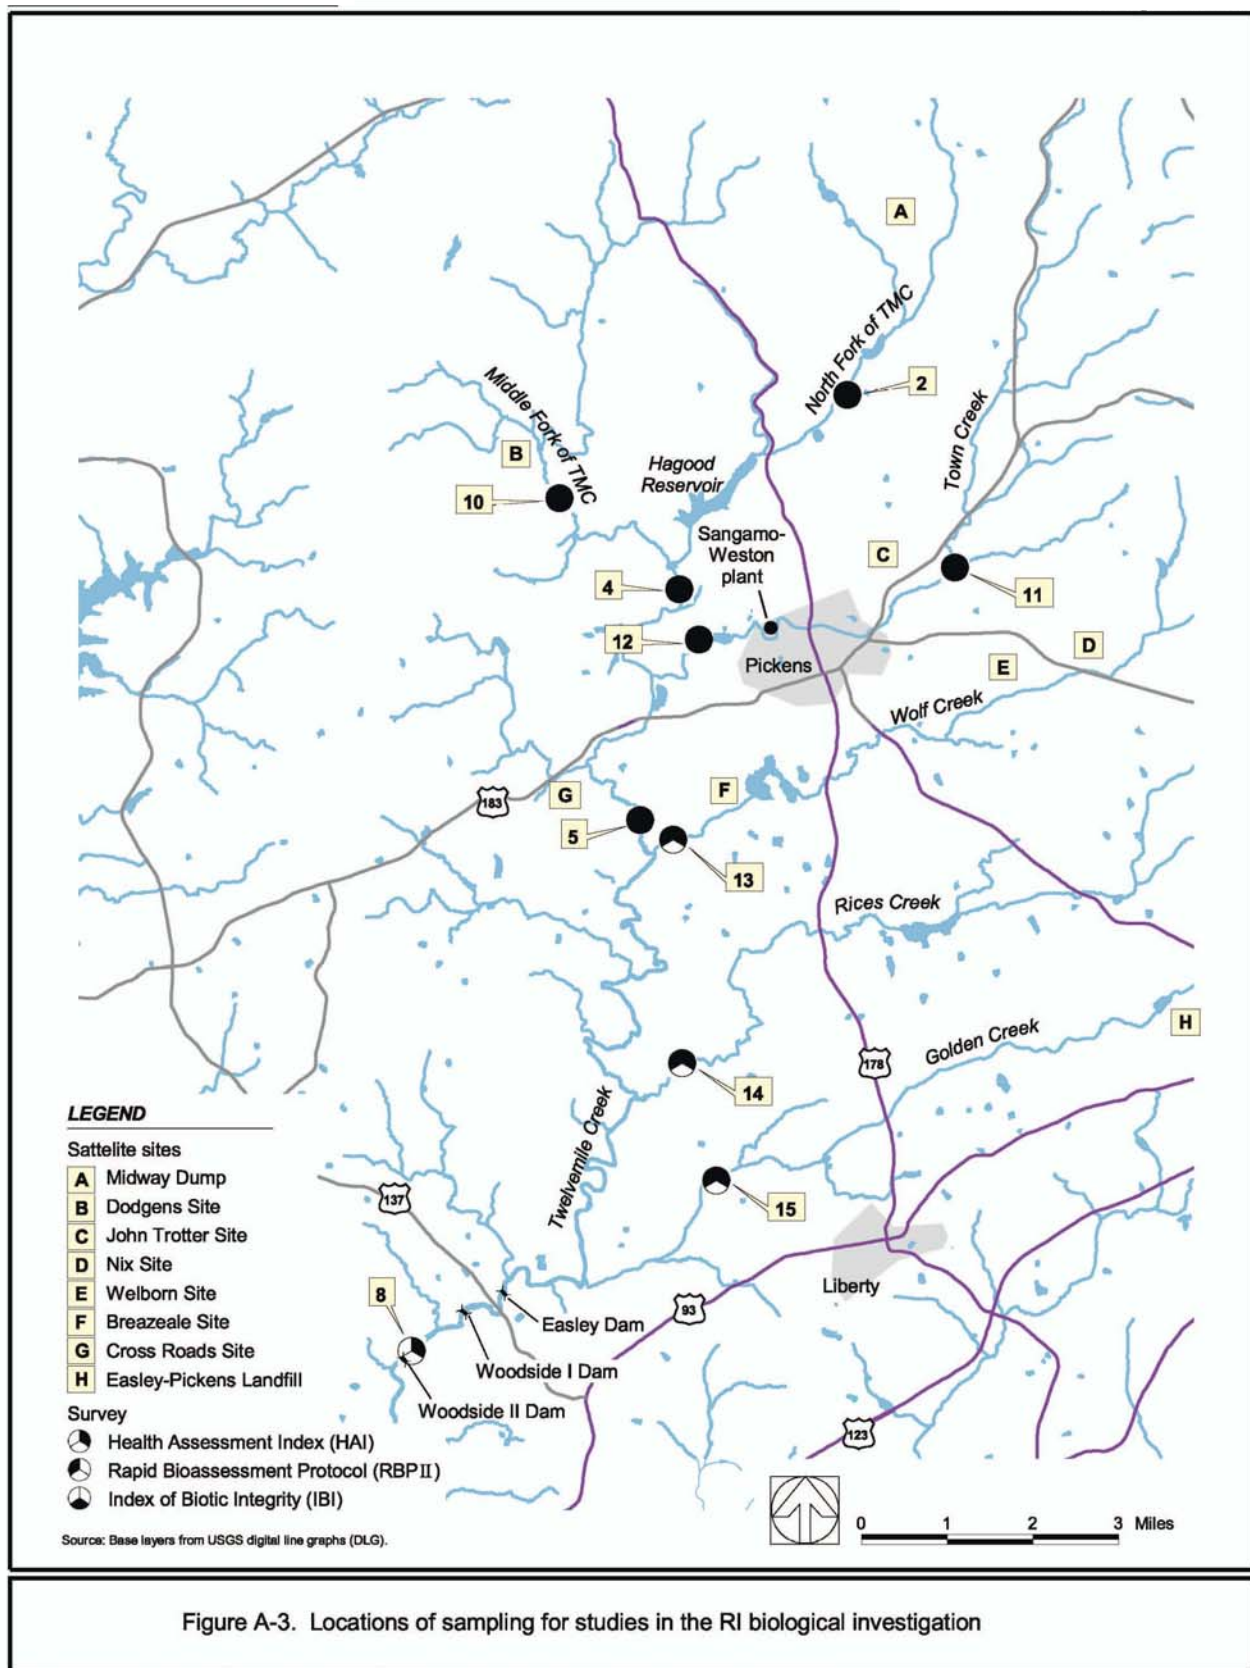 A
North Fork of TMC
2
Middle Fork of TMC
Town Creek
B
Hagood
Reservoir
10
Sangamo-
Weston
plant
C
4
11
12
D
Pickens
E
Wolf Creek
F
G
183
5
13
Rices Creek
H
Golden Creek
178
14
Twelvemile Creek
LEGEND
Sattelite sites
A Midway Dump
B Dodgens Site
C John Trotter Site
D Nix Site
E Welborn Site
F Breazeale Site
G Cross Roads Site
H Easley-Pickens Landfill
137
15
Liberty
8
93
Easley Dam
Woodside I Dam
Woodside II Dam
123
Survey
Health Assessment Index (HAI)
Rapid Bioassessment Protocol (RBPII)
Index of Biotic Integrity (IBI)
0 1 2 3 Miles
Source: Base layers from USGS digital line graphs (DLG).
Figure A-3. Locations of sampling for studies in the RI biological investigation